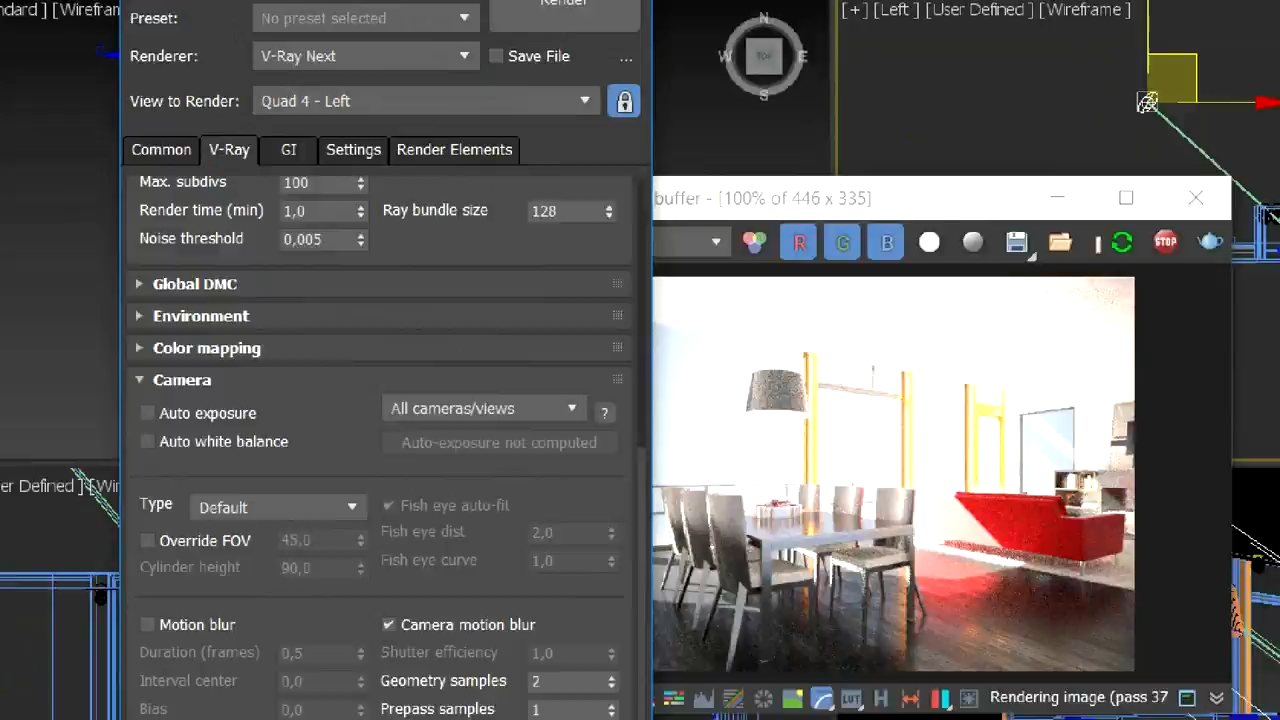 ndard ] [Wirefram
Preset:
No preset selected
Render
[ + ] [ Left ] [ User Defined ] [ Wireframe ]
Renderer:
V-Ray Next
Save File
...
N
W
TOP
E
S
View to Render:
Quad 4 - Left
Common
V-Ray
GI
Settings
Render Elements
Max. subdivs
100
Render time (min)
1,0
Ray bundle size
128
Noise threshold
0,005
buffer - [100% of 446 x 335]
R
G
B
STOP
Global DMC
Environment
Color mapping
Camera
Auto exposure
All cameras/views
?
Auto white balance
Auto-exposure not computed
er Defined ] [ Wir
Type
Default
Fish eye auto-fit
Override FOV
45,0
Fish eye dist.
2,0
Cylinder height
90,0
Fish eye curve
1,0
Motion blur
Camera motion blur
Duration (frames)
0,5
Shutter efficiency
1,0
Interval center
0,0
Geometry samples
2
Bias
0,0
Prepass samples
1
LUT
H
Rendering image (pass 37